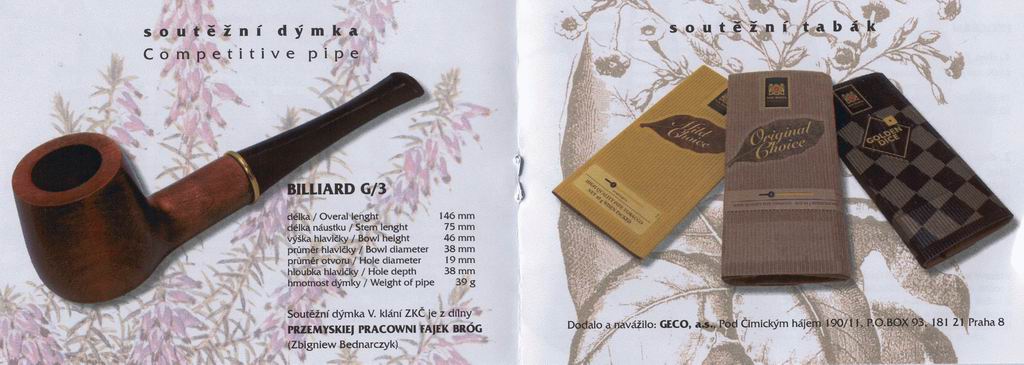 soutěžní dýmka
Competitive pipe
BILLIARD G/3
délka / Overal lenght 146 mm
délka náustku / Stem lenght 75 mm
výška hlavičky / Bowl height 46 mm
průměr hlavičky / Bowl diameter 38 mm
průměr otvoru / Hole diameter 19 mm
hloubka hlavičky / Hole depth 38 mm
hmotnost dýmky / Weight of pipe 39 g
Soutěžní dýmka V. klání ZKČ je z dílny
PRZEMYSKIEJ PRACOWNI FAJEK BRÓG
(Zbigniew Bednarczyk)
soutěžní tabák
Mild
Choice
HIGH QUALITY PIPE TOBACCO
Original
Choice
GOLDEN
DICE
Dodalo a navážilo: GECO, a.s., Pod Čimickým hájem 190/11, P.O.BOX 93, 181 21 Praha 8